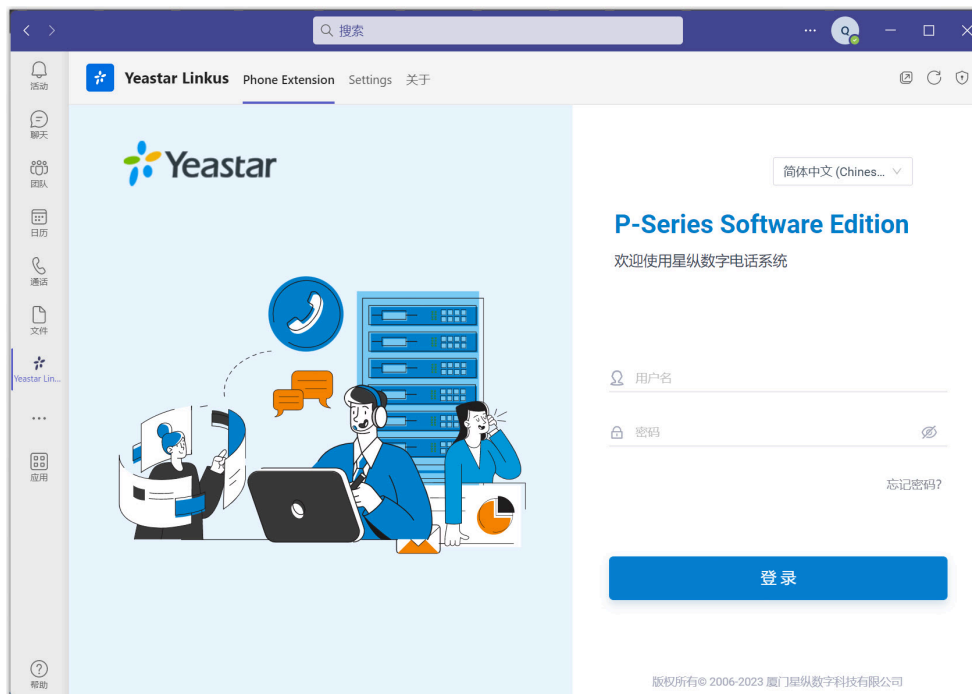 搜索
Q
Yeastar Linkus
Phone Extension
Settings
关于
活动
聊天
团队
日历
通话
文件
Yeastar Lin...
应用
帮助
Yeastar
简体中文 (Chines...
P-Series Software Edition
欢迎使用星纵数字电话系统
用户名
密码
忘记密码?
登录
版权所有© 2006-2023 厦门星纵数字科技有限公司